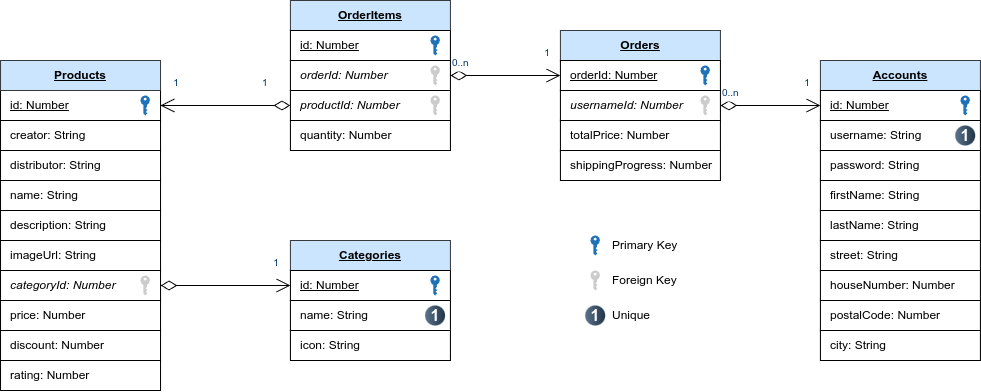 OrderItems
id: Number
orderId: Number
productId: Number
quantity: Number
0..n
1
Orders
orderId: Number
usernameId: Number
totalPrice: Number
shippingProgress: Number
0..n
1
Accounts
id: Number
username: String
1
password: String
firstName: String
lastName: String
street: String
houseNumber: Number
postalCode: Number
city: String
1
1
Products
id: Number
creator: String
distributor: String
name: String
description: String
imageUrl: String
categoryId: Number
price: Number
discount: Number
rating: Number
1
Categories
id: Number
name: String
1
icon: String
Primary Key
Foreign Key
1
Unique